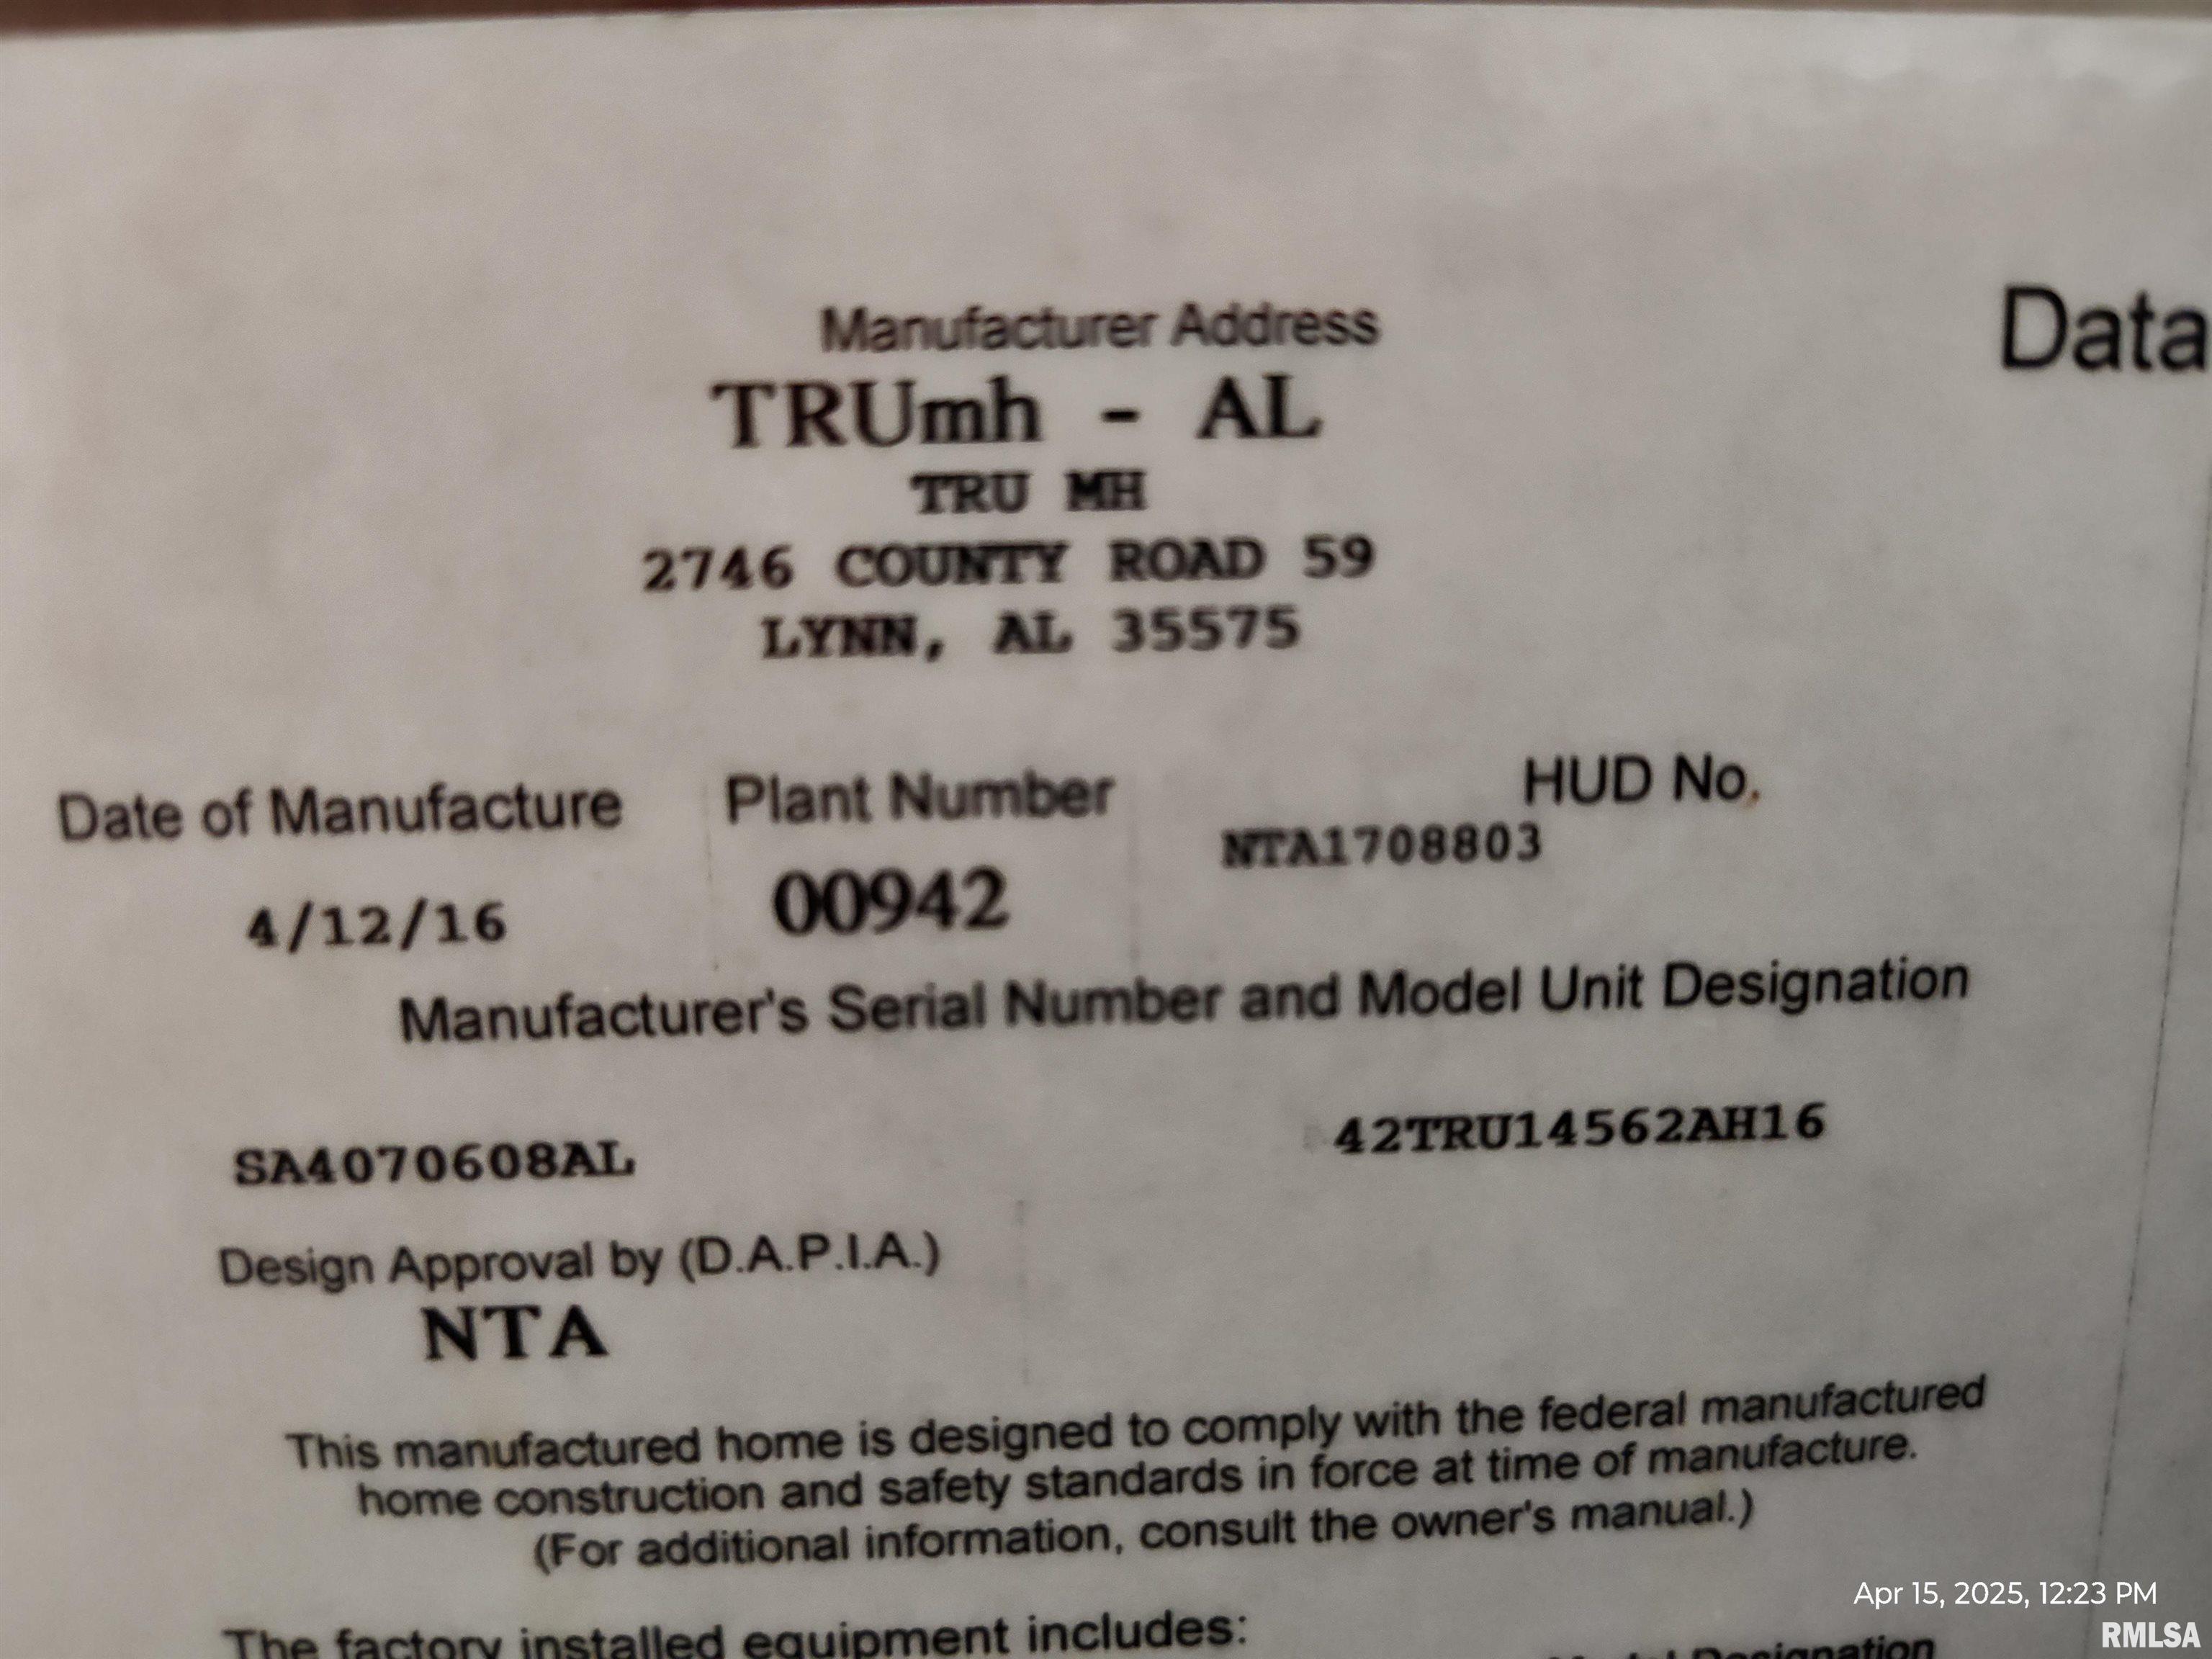 Manufacturer Address
Data
TRUmh - AL
TRU MH
2746 COUNTY ROAD 59
LYNN, AL 35575
Date of Manufacture
Plant Number
HUD No.
4/12/16
00942
NTA1708803
Manufacturer's Serial Number and Model Unit Designation
SA4070608AL
42TRU14562AH16
Design Approval by (D.A.P.I.A.)
NTA
This manufactured home is designed to comply with the federal manufactured
home construction and safety standards in force at time of manufacture.
(For additional information, consult the owner's manual.)
The factory installed equipment includes:
Designation
Apr 15, 2025, 12:23 PM
RMLSA